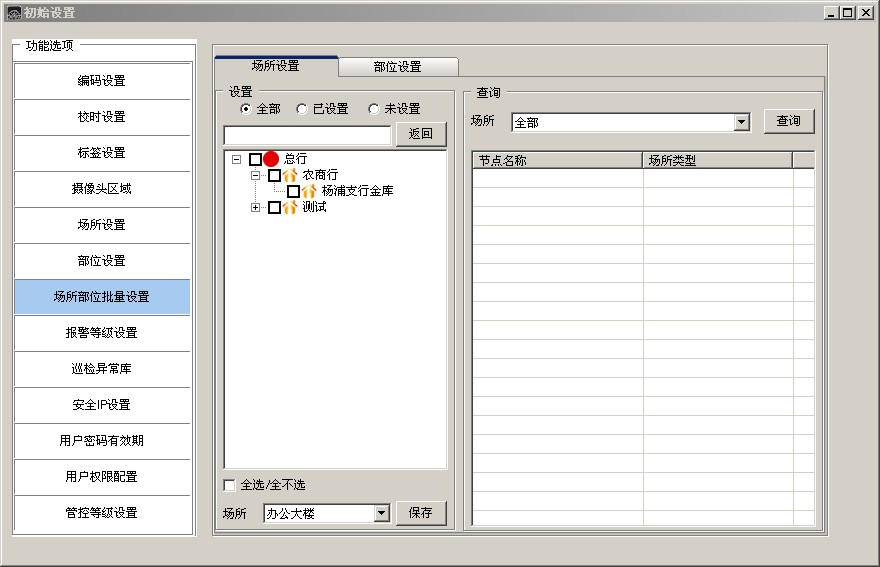 初始设置
功能选项
编码设置
校时设置
标签设置
摄像头区域
场所设置
部位设置
场所部位批量设置
报警等级设置
巡检异常库
安全IP设置
用户密码有效期
用户权限配置
管控等级设置
场所设置
部位设置
设置
全部
已设置
未设置
返回
总行
农商行
杨浦支行金库
测试
全选/全不选
场所
办公大楼
保存
查询
场所
全部
查询
节点名称
场所类型